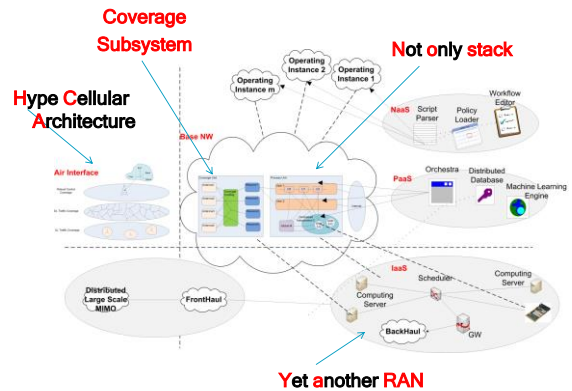 Coverage
Subsystem
Not only stack
Hype Cellular
Architecture
Operating
Instance m
Operating
Instance 2
Operating
Instance 1
NaaS
Script
Parser
Policy
Loader
Workflow
Editor
Base NW
Air Interface
PaaS
Orchestra
Distributed
Database
Machine Learning
Engine
IaaS
Scheduler
Computing
Server
Computing
Server
Distributed
Large Scale
MIMO
FrontHaul
BackHaul
GW
Yet another RAN